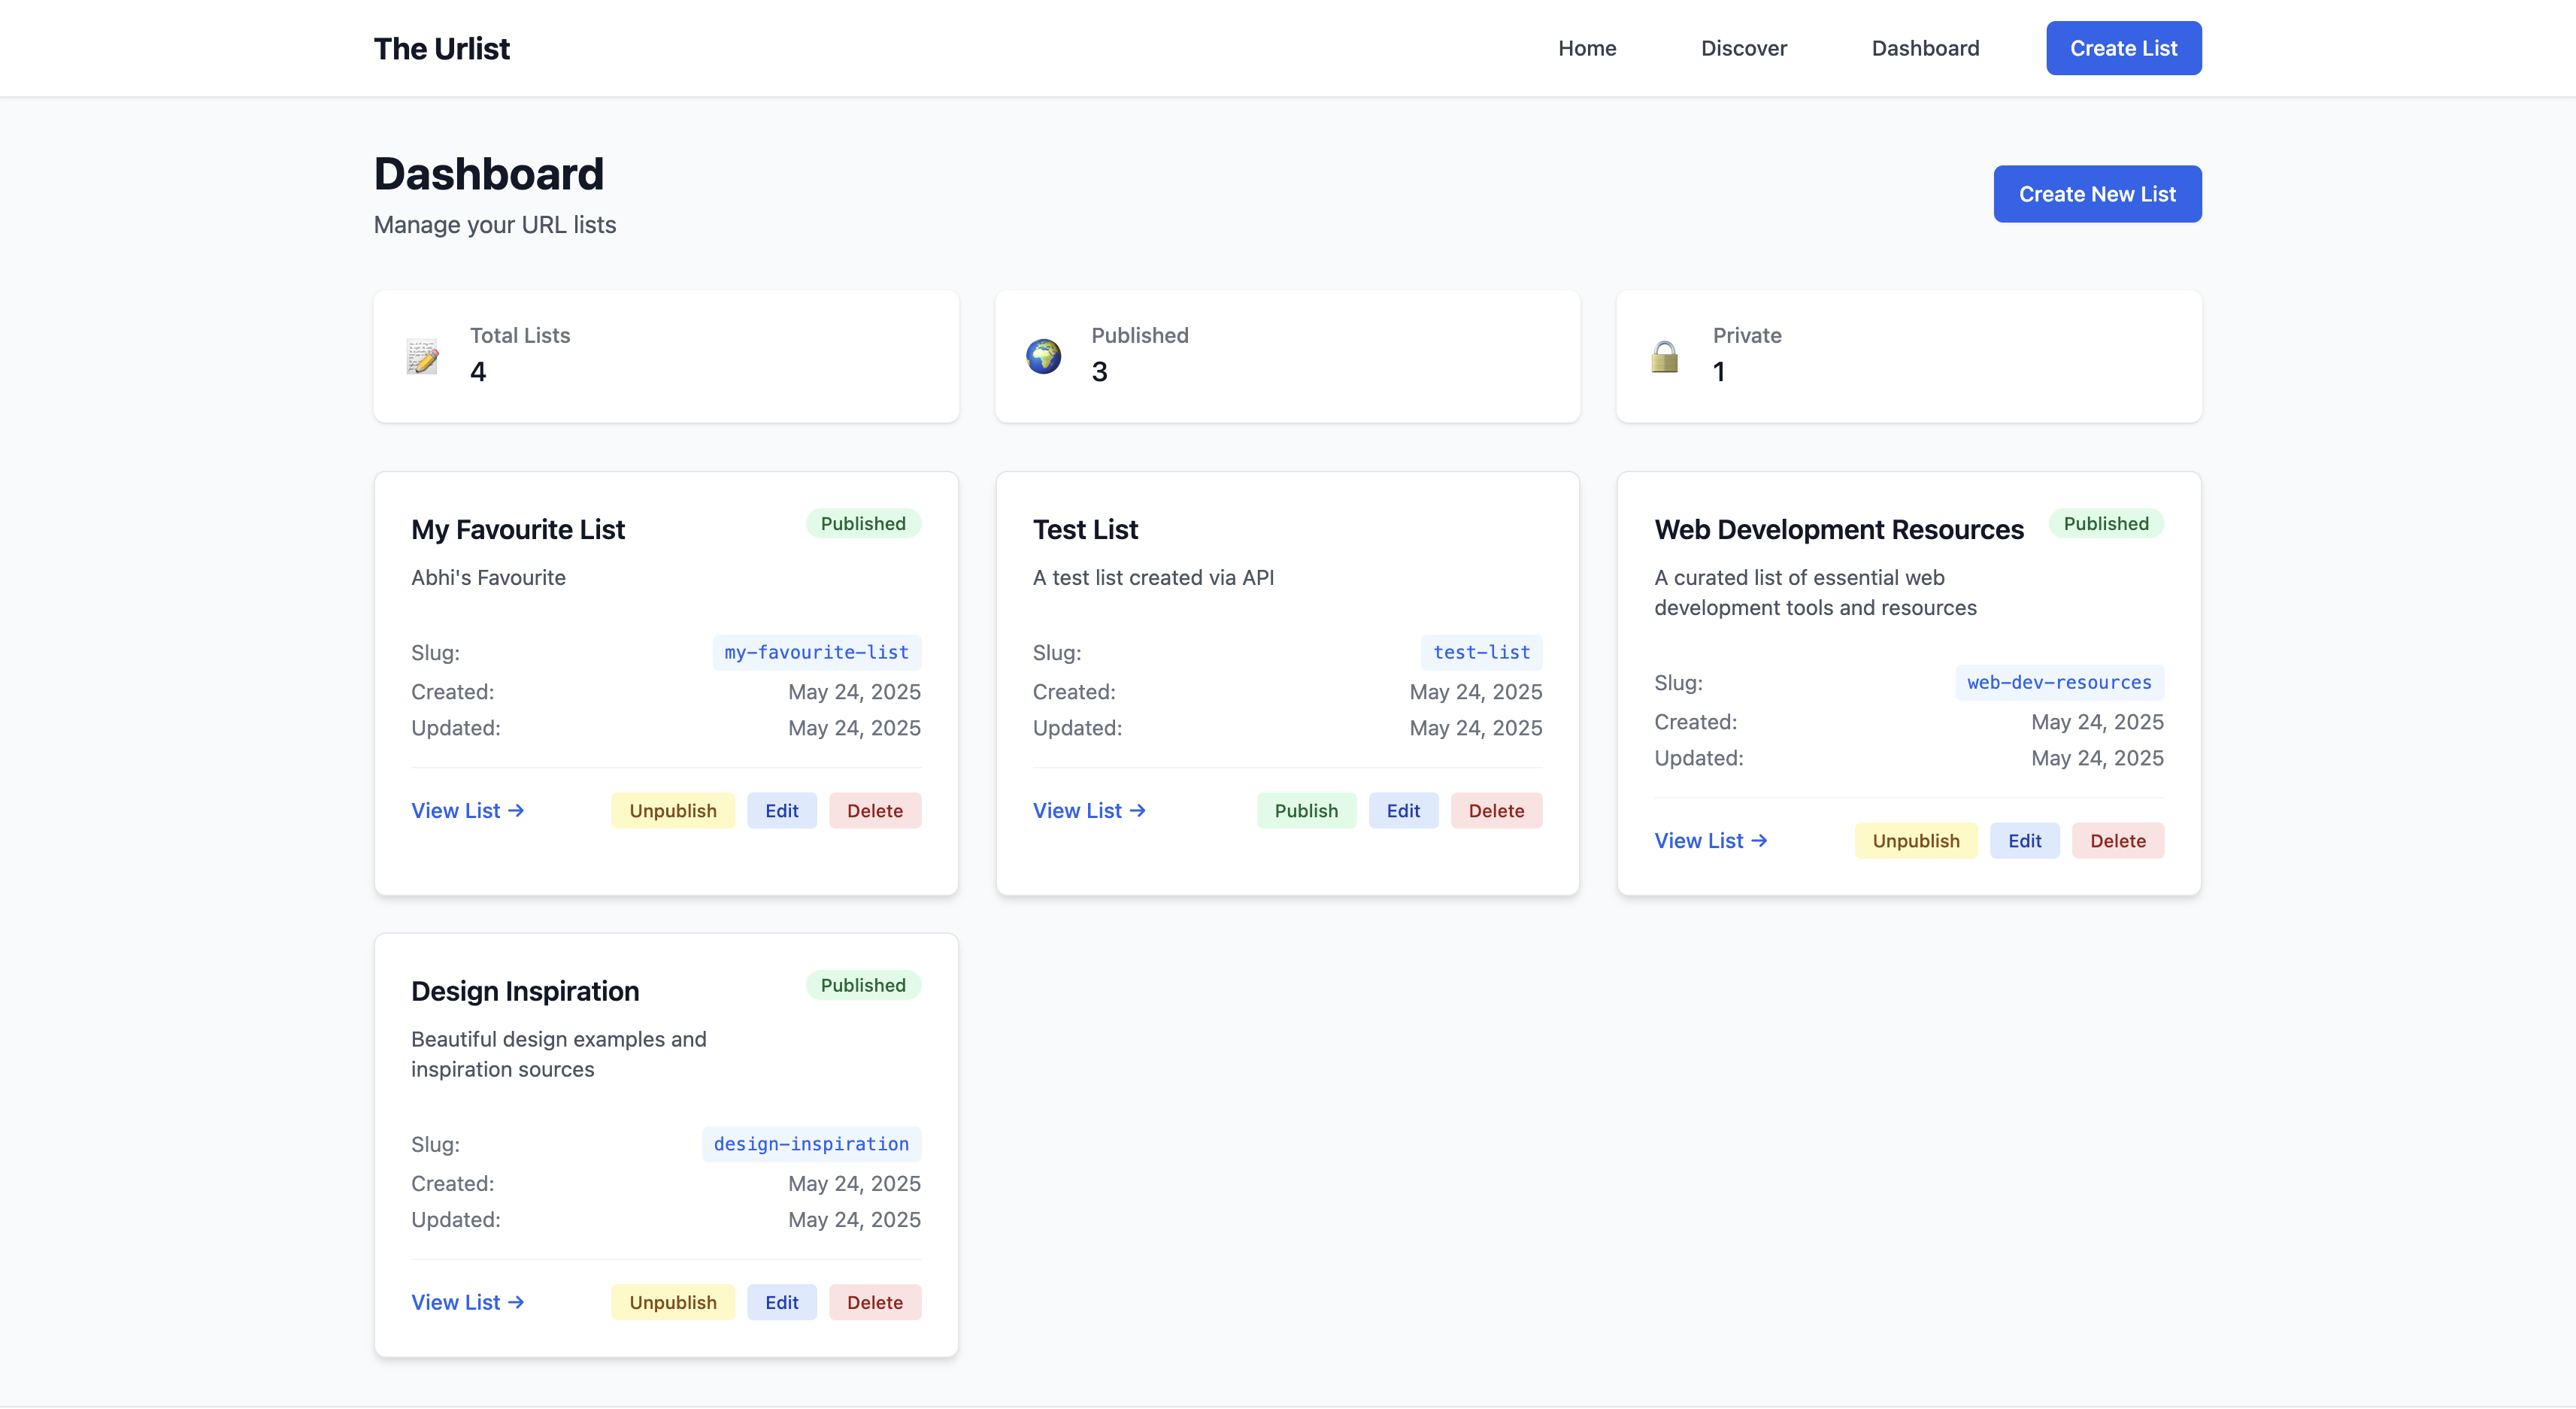 The Urlist
Home
Discover
Dashboard
Create List
Dashboard
Manage your URL lists
Create New List
Total Lists
4
Published
3
Private
1
My Favourite List
Published
Abhi's Favourite
Slug: my-favourite-list
Created: May 24, 2025
Updated: May 24, 2025
View List → Unpublish Edit Delete
Test List
A test list created via API
Slug: test-list
Created: May 24, 2025
Updated: May 24, 2025
View List → Publish Edit Delete
Web Development Resources
Published
A curated list of essential web
development tools and resources
Slug: web-dev-resources
Created: May 24, 2025
Updated: May 24, 2025
View List → Unpublish Edit Delete
Design Inspiration
Published
Beautiful design examples and
inspiration sources
Slug: design-inspiration
Created: May 24, 2025
Updated: May 24, 2025
View List → Unpublish Edit Delete